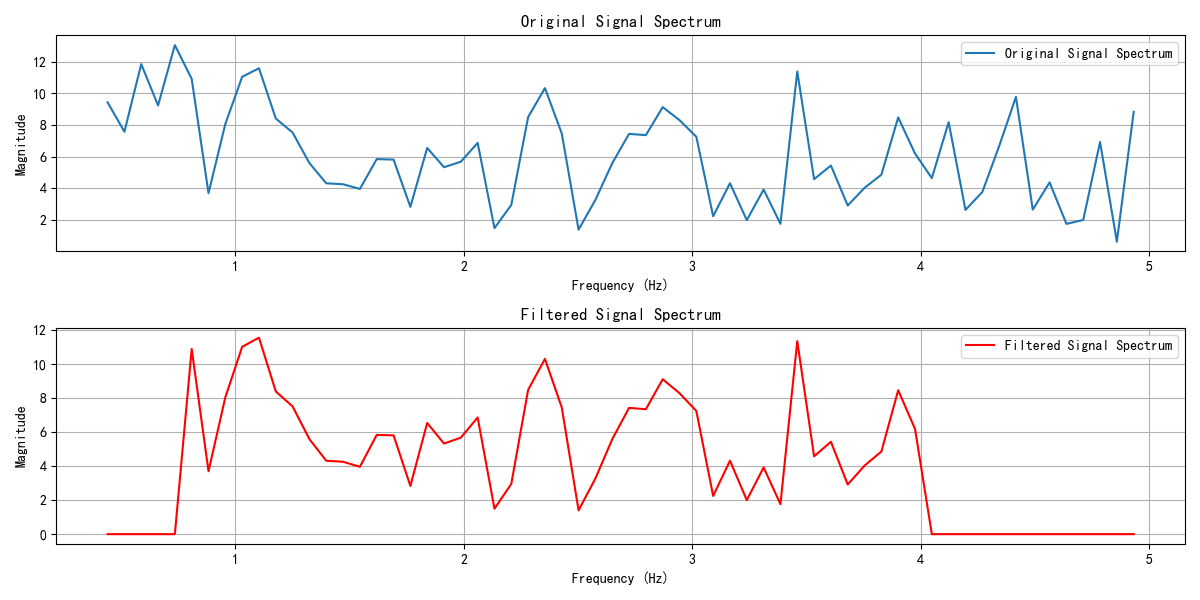 Original Signal Spectrum
Original Signal Spectrum
Magnitude
12
10
8
6
4
2
1 2 3 4 5
Frequency (Hz)
Filtered Signal Spectrum
Filtered Signal Spectrum
Magnitude
12
10
8
6
4
2
0
1 2 3 4 5
Frequency (Hz)